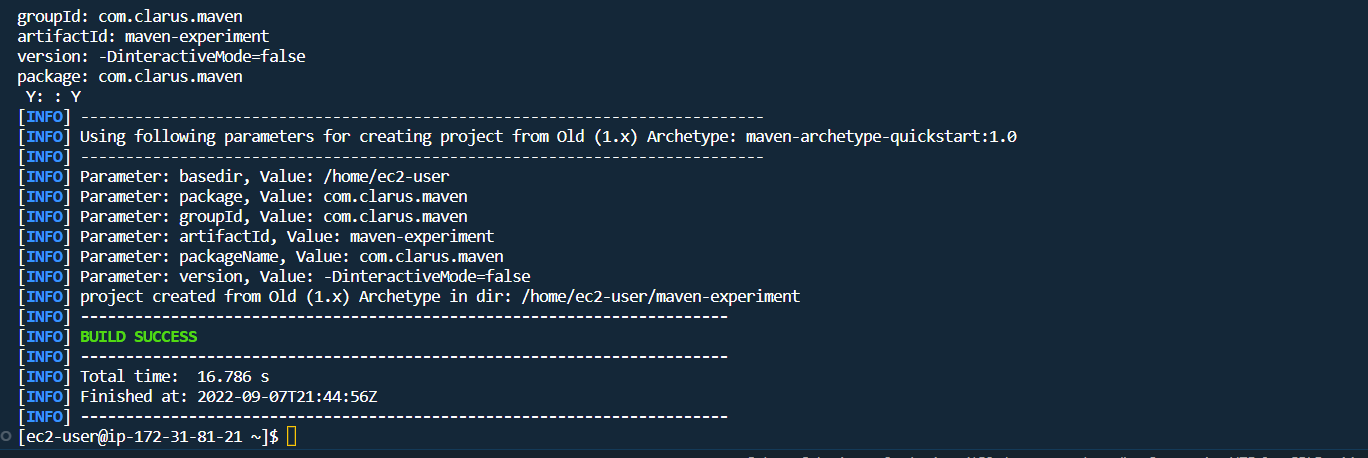 groupId: com.clarus.maven
artifactId: maven-experiment
version: -DinteractiveMode=false
package: com.clarus.maven
 Y: : Y
[INFO] ----------------------------------------------------------------------------
[INFO] Using following parameters for creating project from Old (1.x) Archetype: maven-archetype-quickstart:1.0
[INFO] ----------------------------------------------------------------------------
[INFO] Parameter: basedir, Value: /home/ec2-user
[INFO] Parameter: package, Value: com.clarus.maven
[INFO] Parameter: groupId, Value: com.clarus.maven
[INFO] Parameter: artifactId, Value: maven-experiment
[INFO] Parameter: packageName, Value: com.clarus.maven
[INFO] Parameter: version, Value: -DinteractiveMode=false
[INFO] project created from Old (1.x) Archetype in dir: /home/ec2-user/maven-experiment
[INFO] ------------------------------------------------------------------------
[INFO] BUILD SUCCESS
[INFO] ------------------------------------------------------------------------
[INFO] Total time:  16.786 s
[INFO] Finished at: 2022-09-07T21:44:56Z
[INFO] ------------------------------------------------------------------------
[ec2-user@ip-172-31-81-21 ~]$